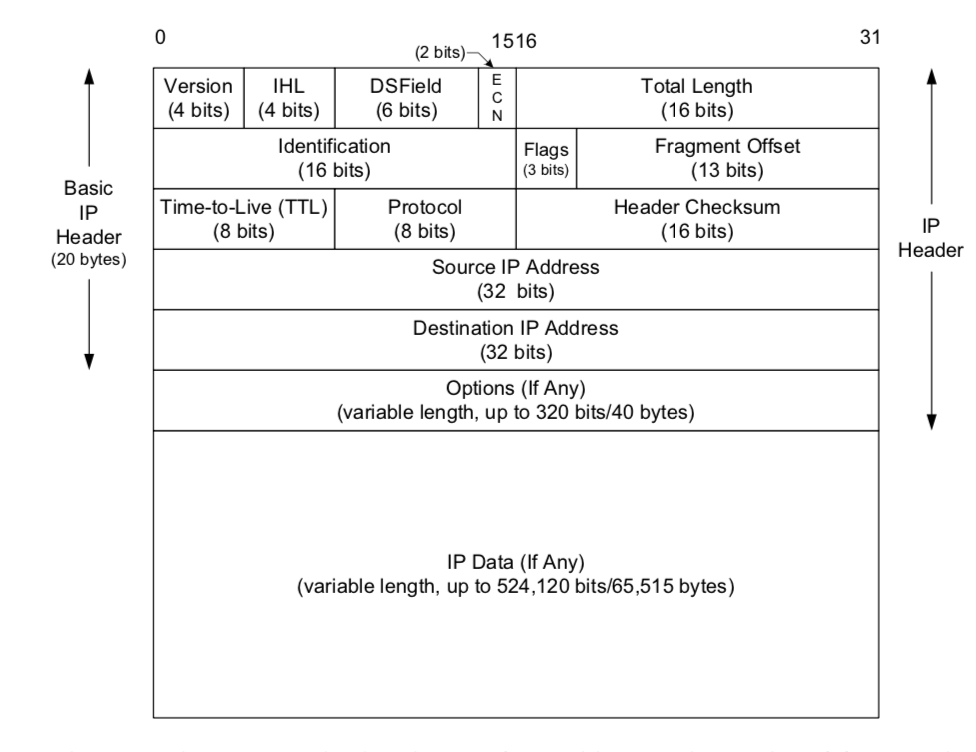 0
15
16
31
(2 bits)
Version
(4 bits)
IHL
(4 bits)
DSField
(6 bits)
E
C
N
Total Length
(16 bits)
Identification
(16 bits)
Flags
(3 bits)
Fragment Offset
(13 bits)
Time-to-Live (TTL)
(8 bits)
Protocol
(8 bits)
Header Checksum
(16 bits)
Source IP Address
(32 bits)
Destination IP Address
(32 bits)
Options (If Any)
(variable length, up to 320 bits/40 bytes)
IP Data (If Any)
(variable length, up to 524,120 bits/65,515 bytes)
Basic
IP
Header
(20 bytes)
IP
Header